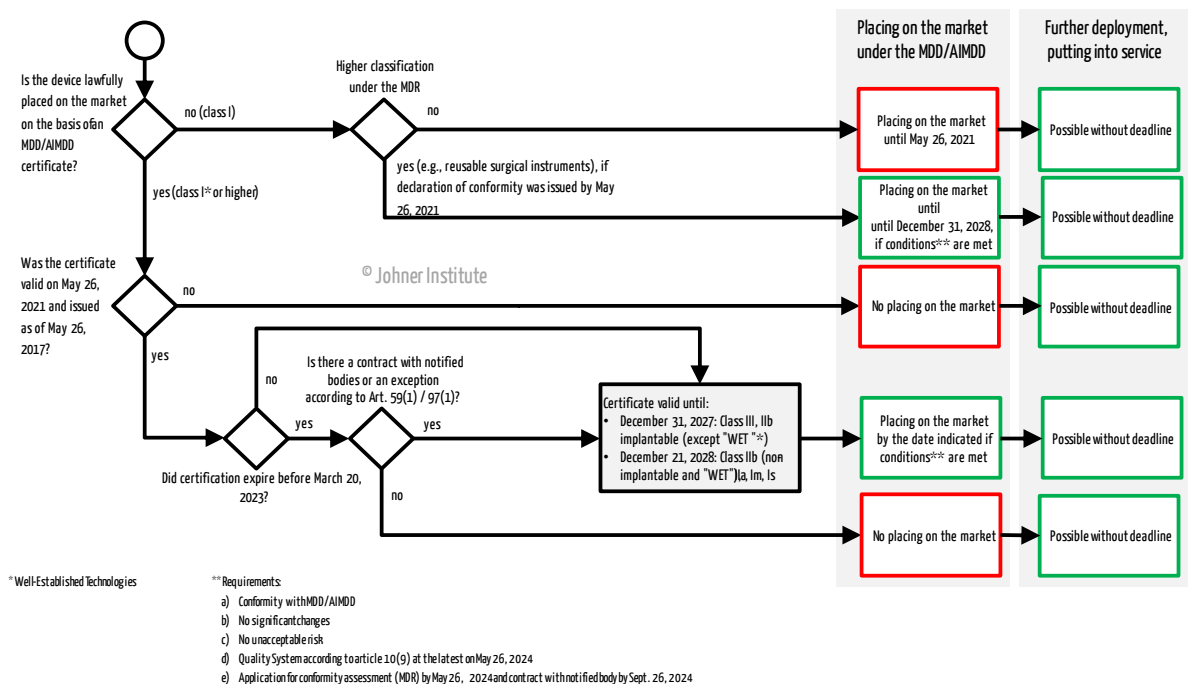 Placing on the market
under the MDD/AIMDD
Further deployment,
putting into service
Is the device lawfully
placed on the market
on the basis ofan
MDD/AIMDD
certificate?
no (class I)
Higher classification
under the MDR
no
Placing on the market
until May 26, 2021
Possible without deadline
yes (e.g., reusable surgical instruments), if
declaration of conformity was issued by May
26, 2021
Placing on the market
until
until December 31, 2028,
if conditions** are met
Possible without deadline
yes (class I* or higher)
Was the certificate
valid on May 26,
2021 and issued
as of May 26,
2017?
© Johner Institute
no
No placing on the market
Possible without deadline
yes
no
Is there a contract with notified
bodies or an exception
according to Art. 59(1) / 97(1)?
yes
yes
Did certification expire before March 20,
2023?
no
Certificate valid until:
• December 31, 2027: Class III, IIb
implantable (except "WET "*)
• December 21, 2028: Class IIb (non
implantable and "WET")IIa, Im, Is
Placing on the market
by the date indicated if
conditions** are met
Possible without deadline
No placing on the market
Possible without deadline
* Well-Established Technologies
** Requirements:
a) Conformity with MDD/AIMDD
b) No significant changes
c) No unacceptable risk
d) Quality System according to article 10(9) at the latest on May 26, 2024
e) Application for conformity assessment (MDR) by May 26, 2024 and contract with notified body by Sept. 26, 2024